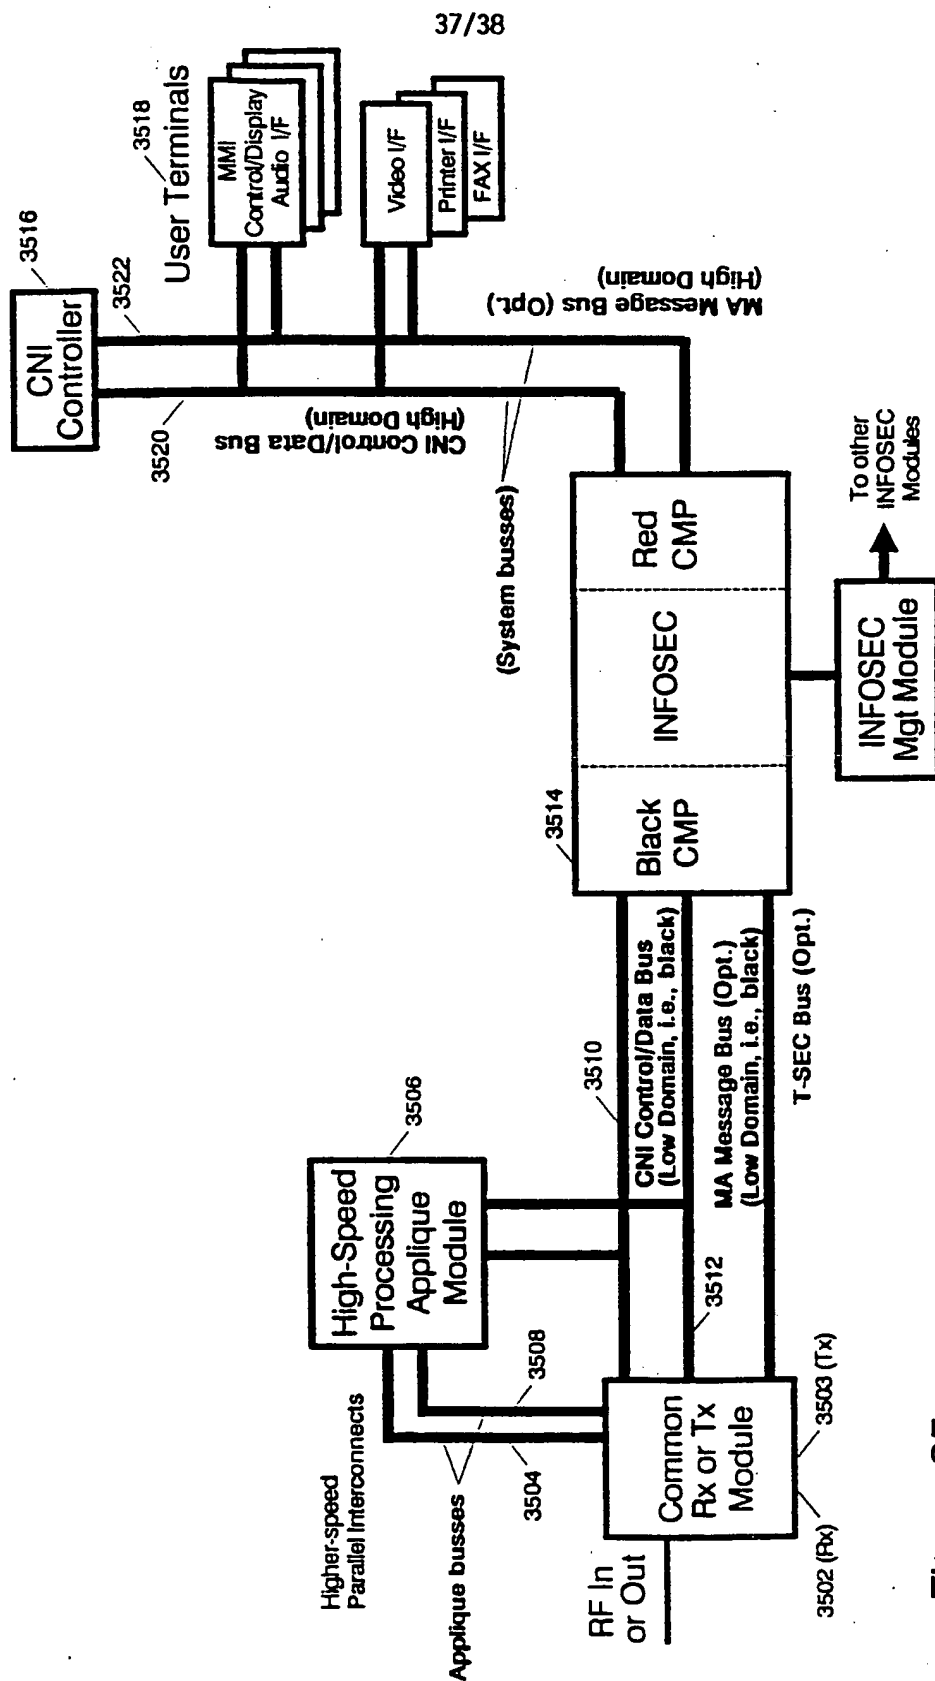 37/38
CNI
Controller
3516
3522
3520
3518
User Terminals
MMI
Control/Display
Audio I/F
Video I/F
Printer I/F
FAX I/F
MA Message Bus (Opt.)
(High Domain)
CNI Control/Data Bus
(High Domain)
(System busses)
Black
CMP
INFOSEC
Red
CMP
3514
INFOSEC
Mgt Module
To other
INFOSEC
Modules
High-Speed
Processing
Applique
Module
3506
3510
CNI Control/Data Bus
(Low Domain, i.e., black)
MA Message Bus (Opt.)
(Low Domain, i.e., black)
T-SEC Bus (Opt.)
3512
Higher-speed
Parallel Interconnects
Applique busses
3508
3504
Common
Rx or Tx
Module
RF In
or Out
3502 (Rx)
3503 (Tx)